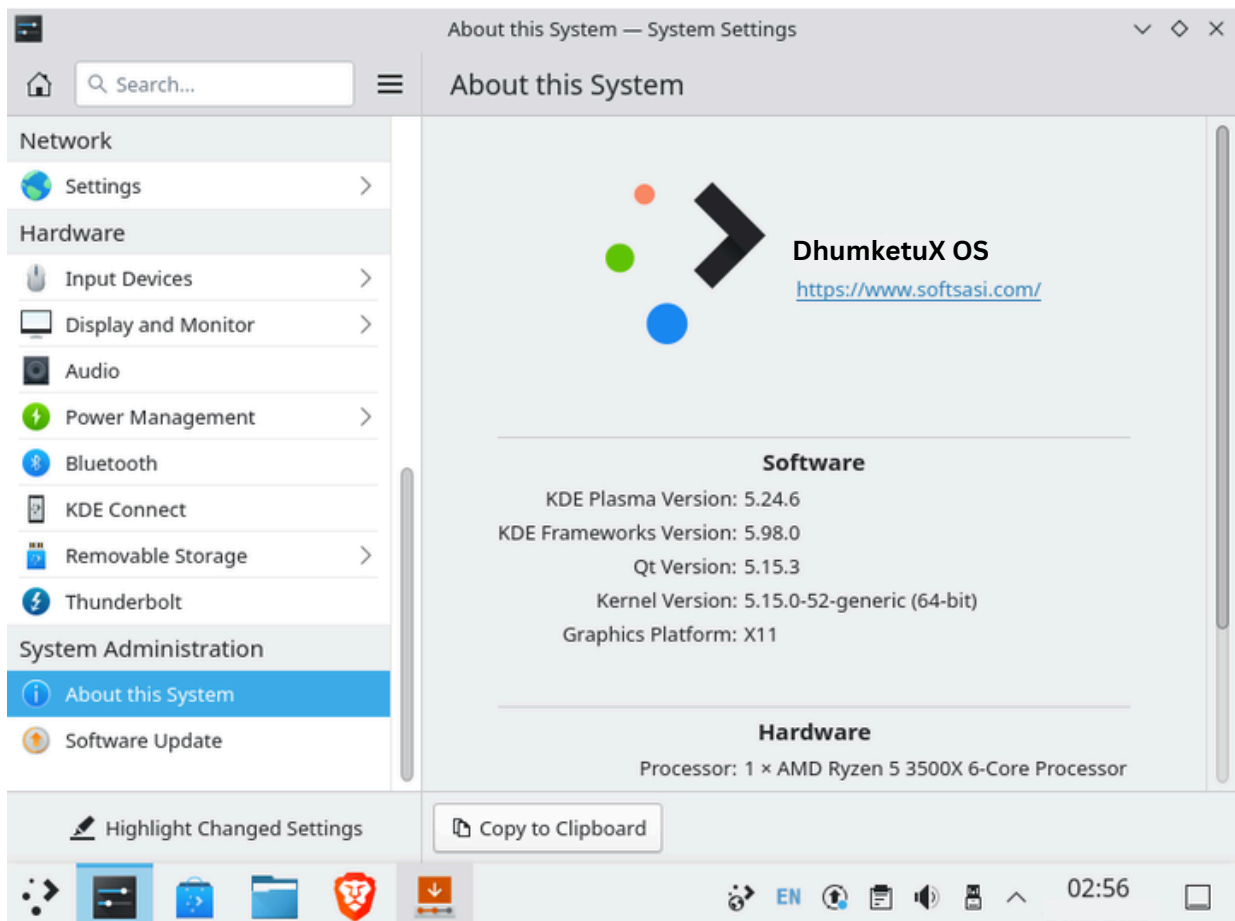 About this System — System Settings
Search...
About this System
Network
Settings
Hardware
Input Devices
Display and Monitor
Audio
Power Management
Bluetooth
KDE Connect
Removable Storage
Thunderbolt
System Administration
About this System
Software Update
Highlight Changed Settings
DhumketuX OS
https://www.softsasi.com/
Software
KDE Plasma Version: 5.24.6
KDE Frameworks Version: 5.98.0
Qt Version: 5.15.3
Kernel Version: 5.15.0-52-generic (64-bit)
Graphics Platform: X11
Hardware
Processor: 1 × AMD Ryzen 5 3500X 6-Core Processor
Copy to Clipboard
EN
02:56